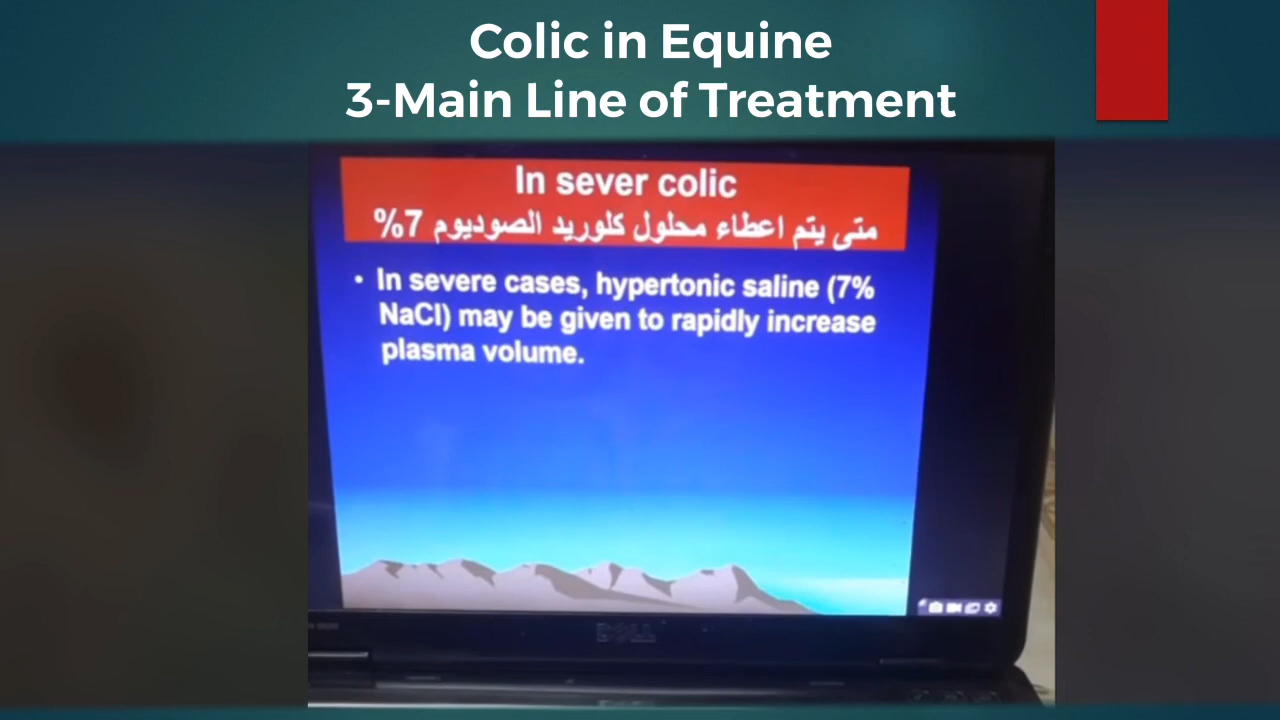 Colic in Equine
3-Main Line of Treatment
In sever colic
متى يتم اعطاء محلول كلوريد الصوديوم 7%
• In severe cases, hypertonic saline (7%
NaCl) may be given to rapidly increase
plasma volume.
DELL